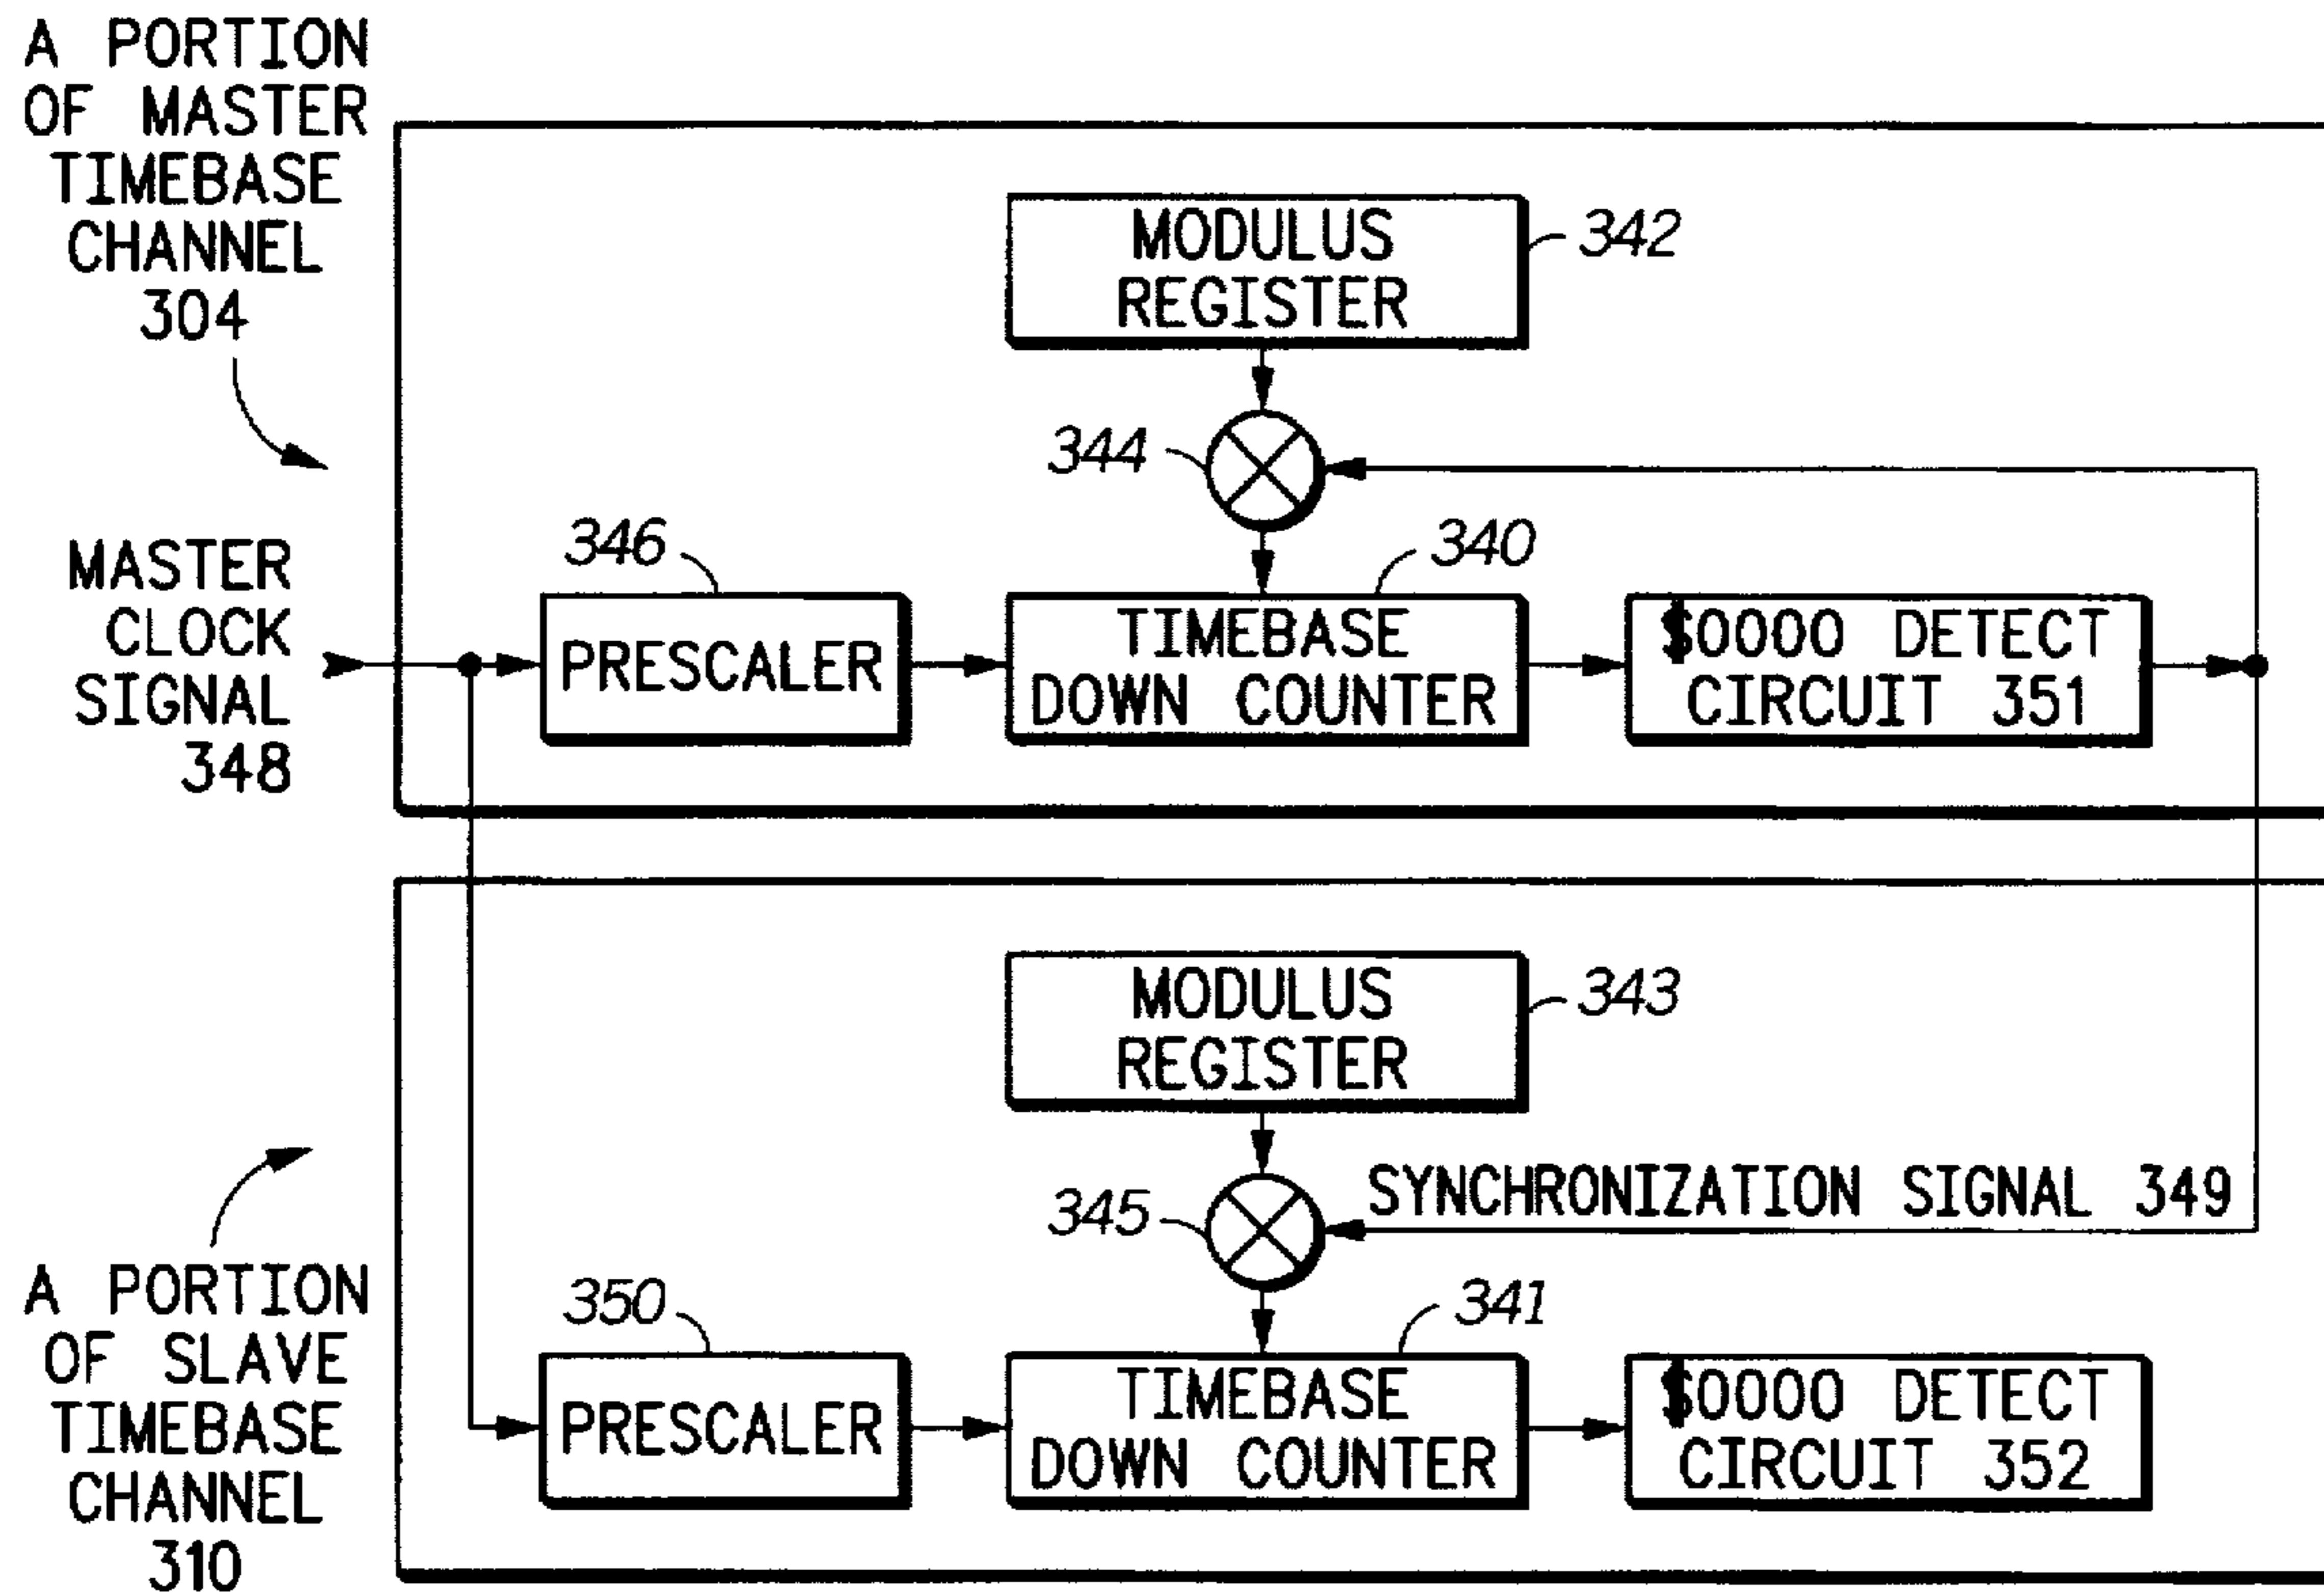 A PORTION
OF MASTER
TIMEBASE
CHANNEL
304
MODULUS
REGISTER
342
344
MASTER
CLOCK
SIGNAL
348
346
PRESCALER
340
TIMEBASE
DOWN COUNTER
$0000 DETECT
CIRCUIT 351
MODULUS
REGISTER
343
345
SYNCHRONIZATION SIGNAL 349
A PORTION
OF SLAVE
TIMEBASE
CHANNEL
310
350
PRESCALER
341
TIMEBASE
DOWN COUNTER
$0000 DETECT
CIRCUIT 352